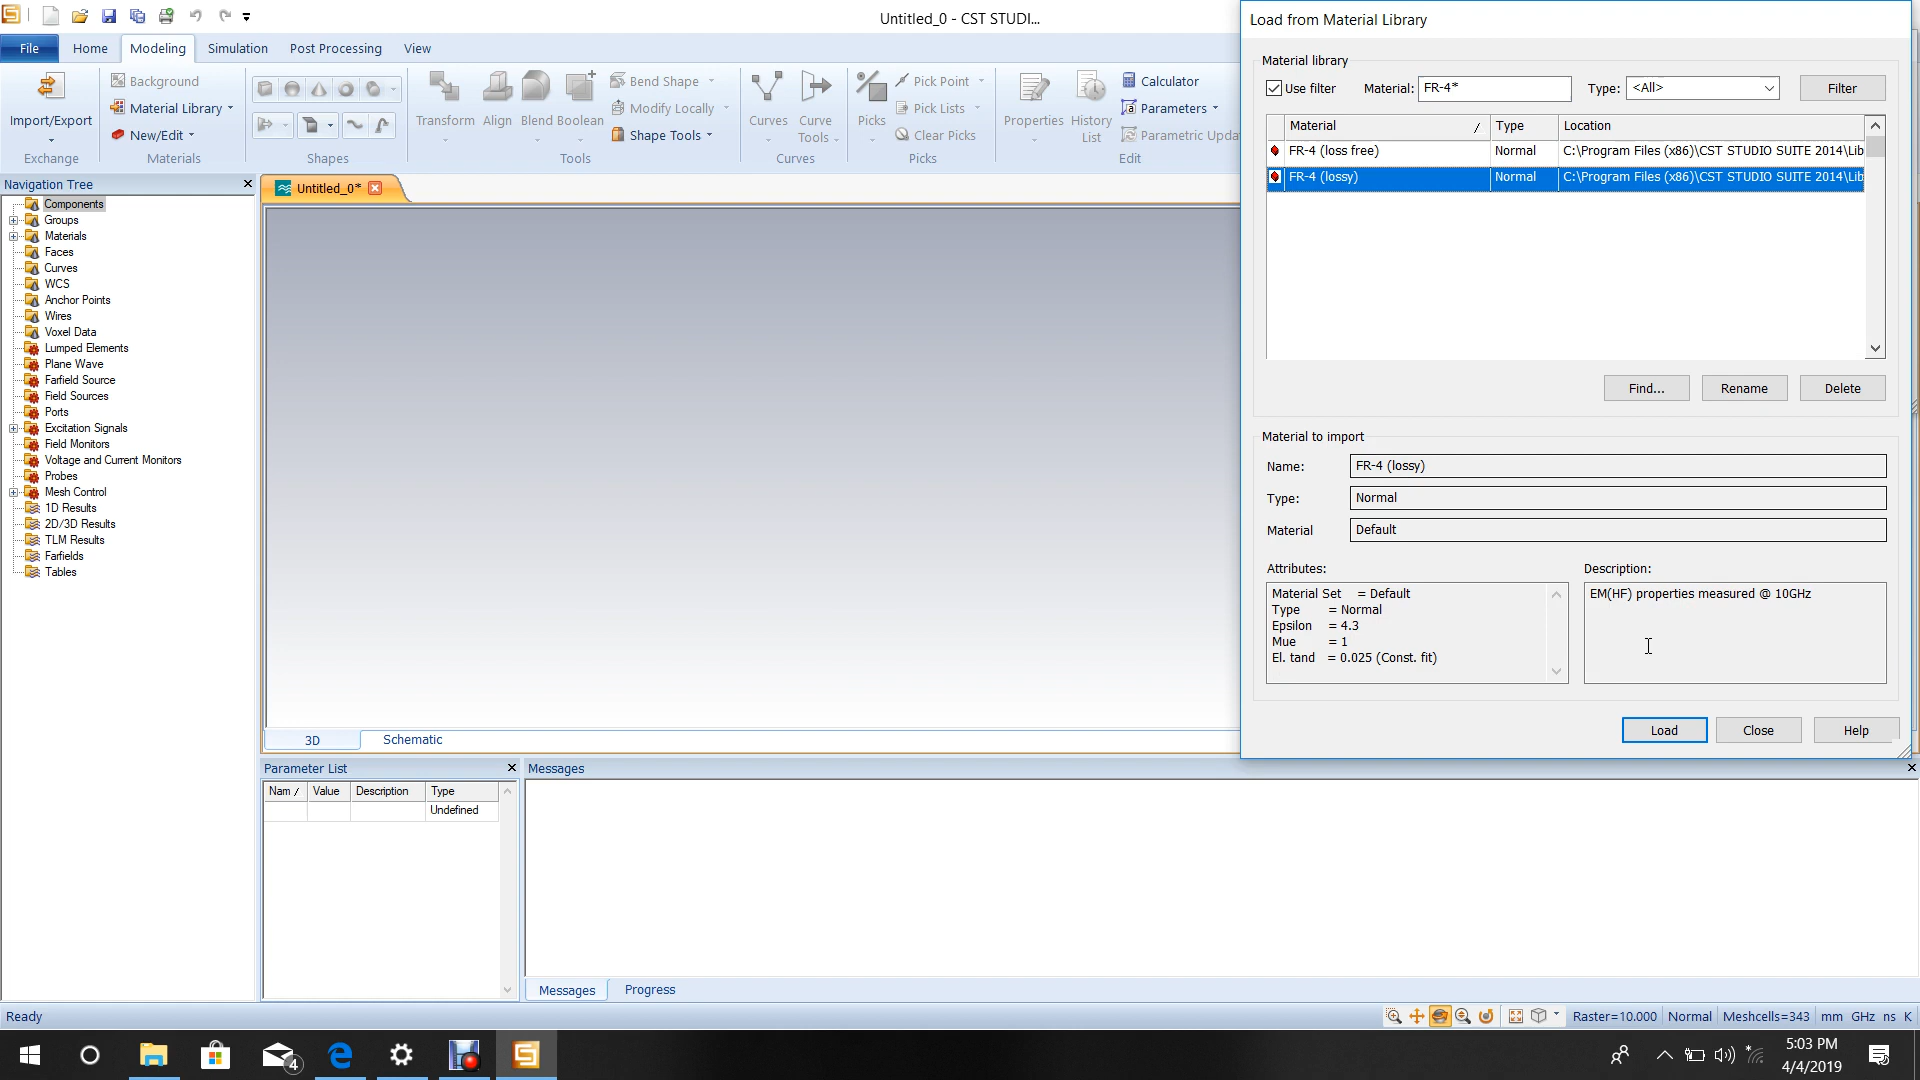 Untitled_0 - CST STUDI...
File Home Modeling Simulation Post Processing View
Import/Export
Exchange
Background
Material Library
New/Edit
Materials
Shapes
Transform Align Blend Boolean
Bend Shape
Modify Locally
Shape Tools
Tools
Curves Curve Tools
Curves
Picks
Pick Point
Pick Lists
Clear Picks
Picks
Properties History List
Calculator
Parameters
Parametric Upda
Edit
Navigation Tree
Components
Groups
Materials
Faces
Curves
WCS
Anchor Points
Wires
Voxel Data
Lumped Elements
Plane Wave
Farfield Source
Field Sources
Ports
Excitation Signals
Field Monitors
Voltage and Current Monitors
Probes
Mesh Control
1D Results
2D/3D Results
TLM Results
Farfields
Tables
Untitled_0*
3D Schematic
Parameter List
Nam / Value Description Type
Undefined
Messages
Messages Progress
Load from Material Library
Material library
Use filter Material: FR-4* Type: <All> Filter
Material / Type Location
FR-4 (loss free) Normal C:\Program Files (x86)\CST STUDIO SUITE 2014\Lib
FR-4 (lossy) Normal C:\Program Files (x86)\CST STUDIO SUITE 2014\Lib
Find... Rename Delete
Material to import
Name: FR-4 (lossy)
Type: Normal
Material Default
Attributes:
Material Set = Default
Type = Normal
Epsilon = 4.3
Mue = 1
El. tand = 0.025 (Const. fit)
Description:
EM(HF) properties measured @ 10GHz
Load Close Help
Ready
Raster=10.000 Normal Meshcells=343 mm GHz ns K
4
5:03 PM
4/4/2019